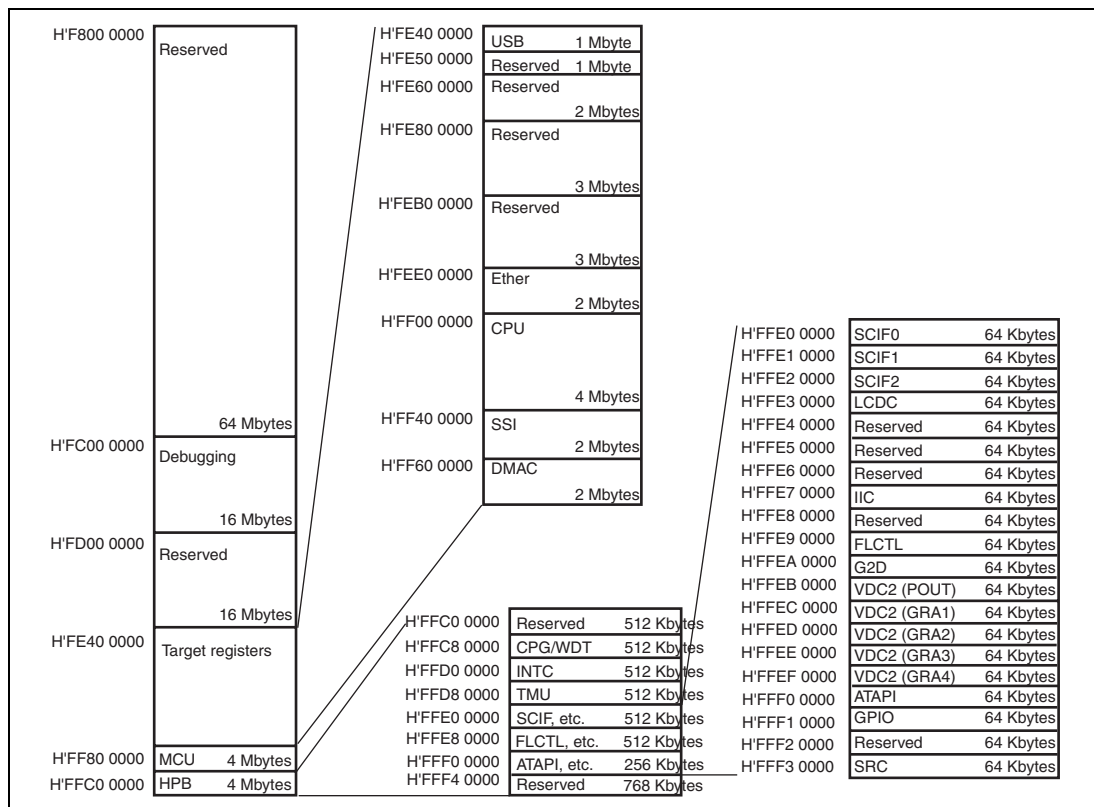 H'F800 0000
Reserved
64 Mbytes
H'FC00 0000
Debugging
16 Mbytes
H'FD00 0000
Reserved
16 Mbytes
H'FE40 0000
Target registers
H'FF80 0000 MCU 4 Mbytes
H'FFC0 0000 HPB 4 Mbytes
H'FE40 0000 USB 1 Mbyte
H'FE50 0000 Reserved 1 Mbyte
H'FE60 0000 Reserved
2 Mbytes
H'FE80 0000 Reserved
3 Mbytes
H'FEB0 0000 Reserved
3 Mbytes
H'FEE0 0000 Ether
2 Mbytes
H'FF00 0000 CPU
4 Mbytes
H'FF40 0000 SSI
2 Mbytes
H'FF60 0000 DMAC
2 Mbytes
H'FFC0 0000 Reserved 512 Kbytes
H'FFC8 0000 CPG/WDT 512 Kbytes
H'FFD0 0000 INTC 512 Kbytes
H'FFD8 0000 TMU 512 Kbytes
H'FFE0 0000 SCIF, etc. 512 Kbytes
H'FFE8 0000 FLCTL, etc. 512 Kbytes
H'FFF0 0000 ATAPI, etc. 256 Kbytes
H'FFF4 0000 Reserved 768 Kbytes
H'FFE0 0000 SCIF0 64 Kbytes
H'FFE1 0000 SCIF1 64 Kbytes
H'FFE2 0000 SCIF2 64 Kbytes
H'FFE3 0000 LCDC 64 Kbytes
H'FFE4 0000 Reserved 64 Kbytes
H'FFE5 0000 Reserved 64 Kbytes
H'FFE6 0000 Reserved 64 Kbytes
H'FFE7 0000 IIC 64 Kbytes
H'FFE8 0000 Reserved 64 Kbytes
H'FFE9 0000 FLCTL 64 Kbytes
H'FFEA 0000 G2D 64 Kbytes
H'FFEB 0000 VDC2 (POUT) 64 Kbytes
H'FFEC 0000 VDC2 (GRA1) 64 Kbytes
H'FFED 0000 VDC2 (GRA2) 64 Kbytes
H'FFEE 0000 VDC2 (GRA3) 64 Kbytes
H'FFEF 0000 VDC2 (GRA4) 64 Kbytes
H'FFF0 0000 ATAPI 64 Kbytes
H'FFF1 0000 GPIO 64 Kbytes
H'FFF2 0000 Reserved 64 Kbytes
H'FFF3 0000 SRC 64 Kbytes